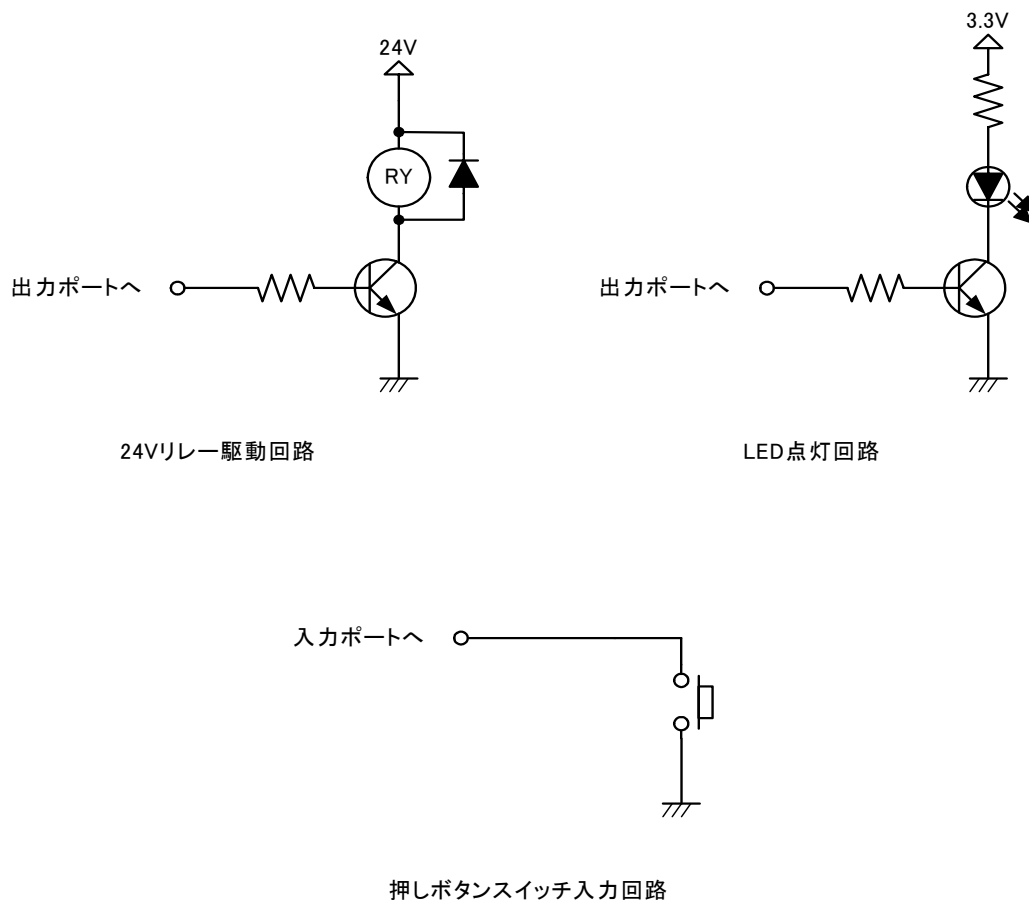 3.3V
24V
RY
出力ポートへ
出力ポートへ
24Vリレー駆動回路
LED点灯回路
入力ポートへ
押しボタンスイッチ入力回路